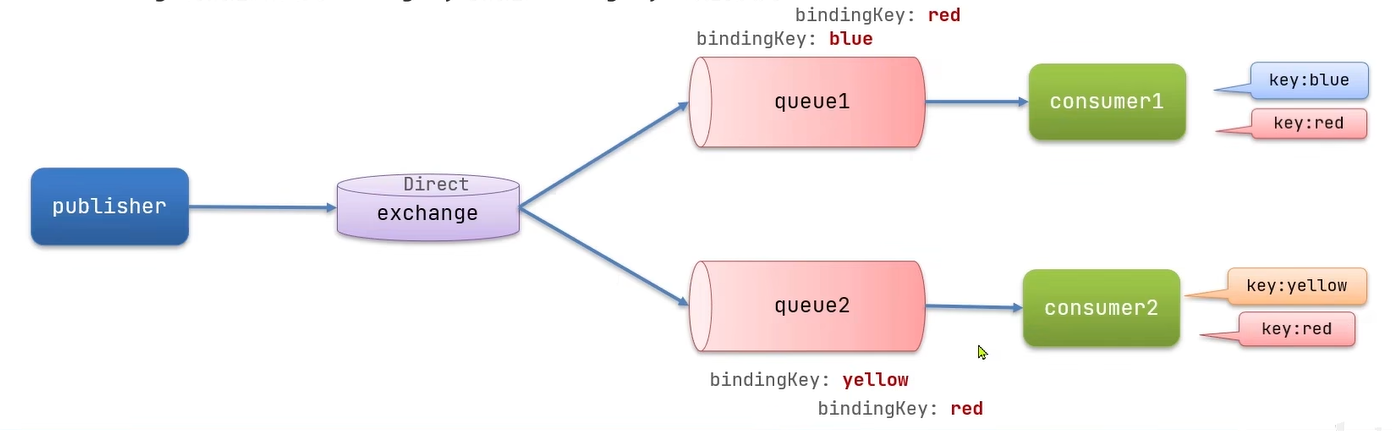 bindingKey: red
bindingKey: blue
queue1
consumer1
key:blue
key:red
publisher
Direct
exchange
queue2
consumer2
key:yellow
key:red
bindingKey: yellow
bindingKey: red